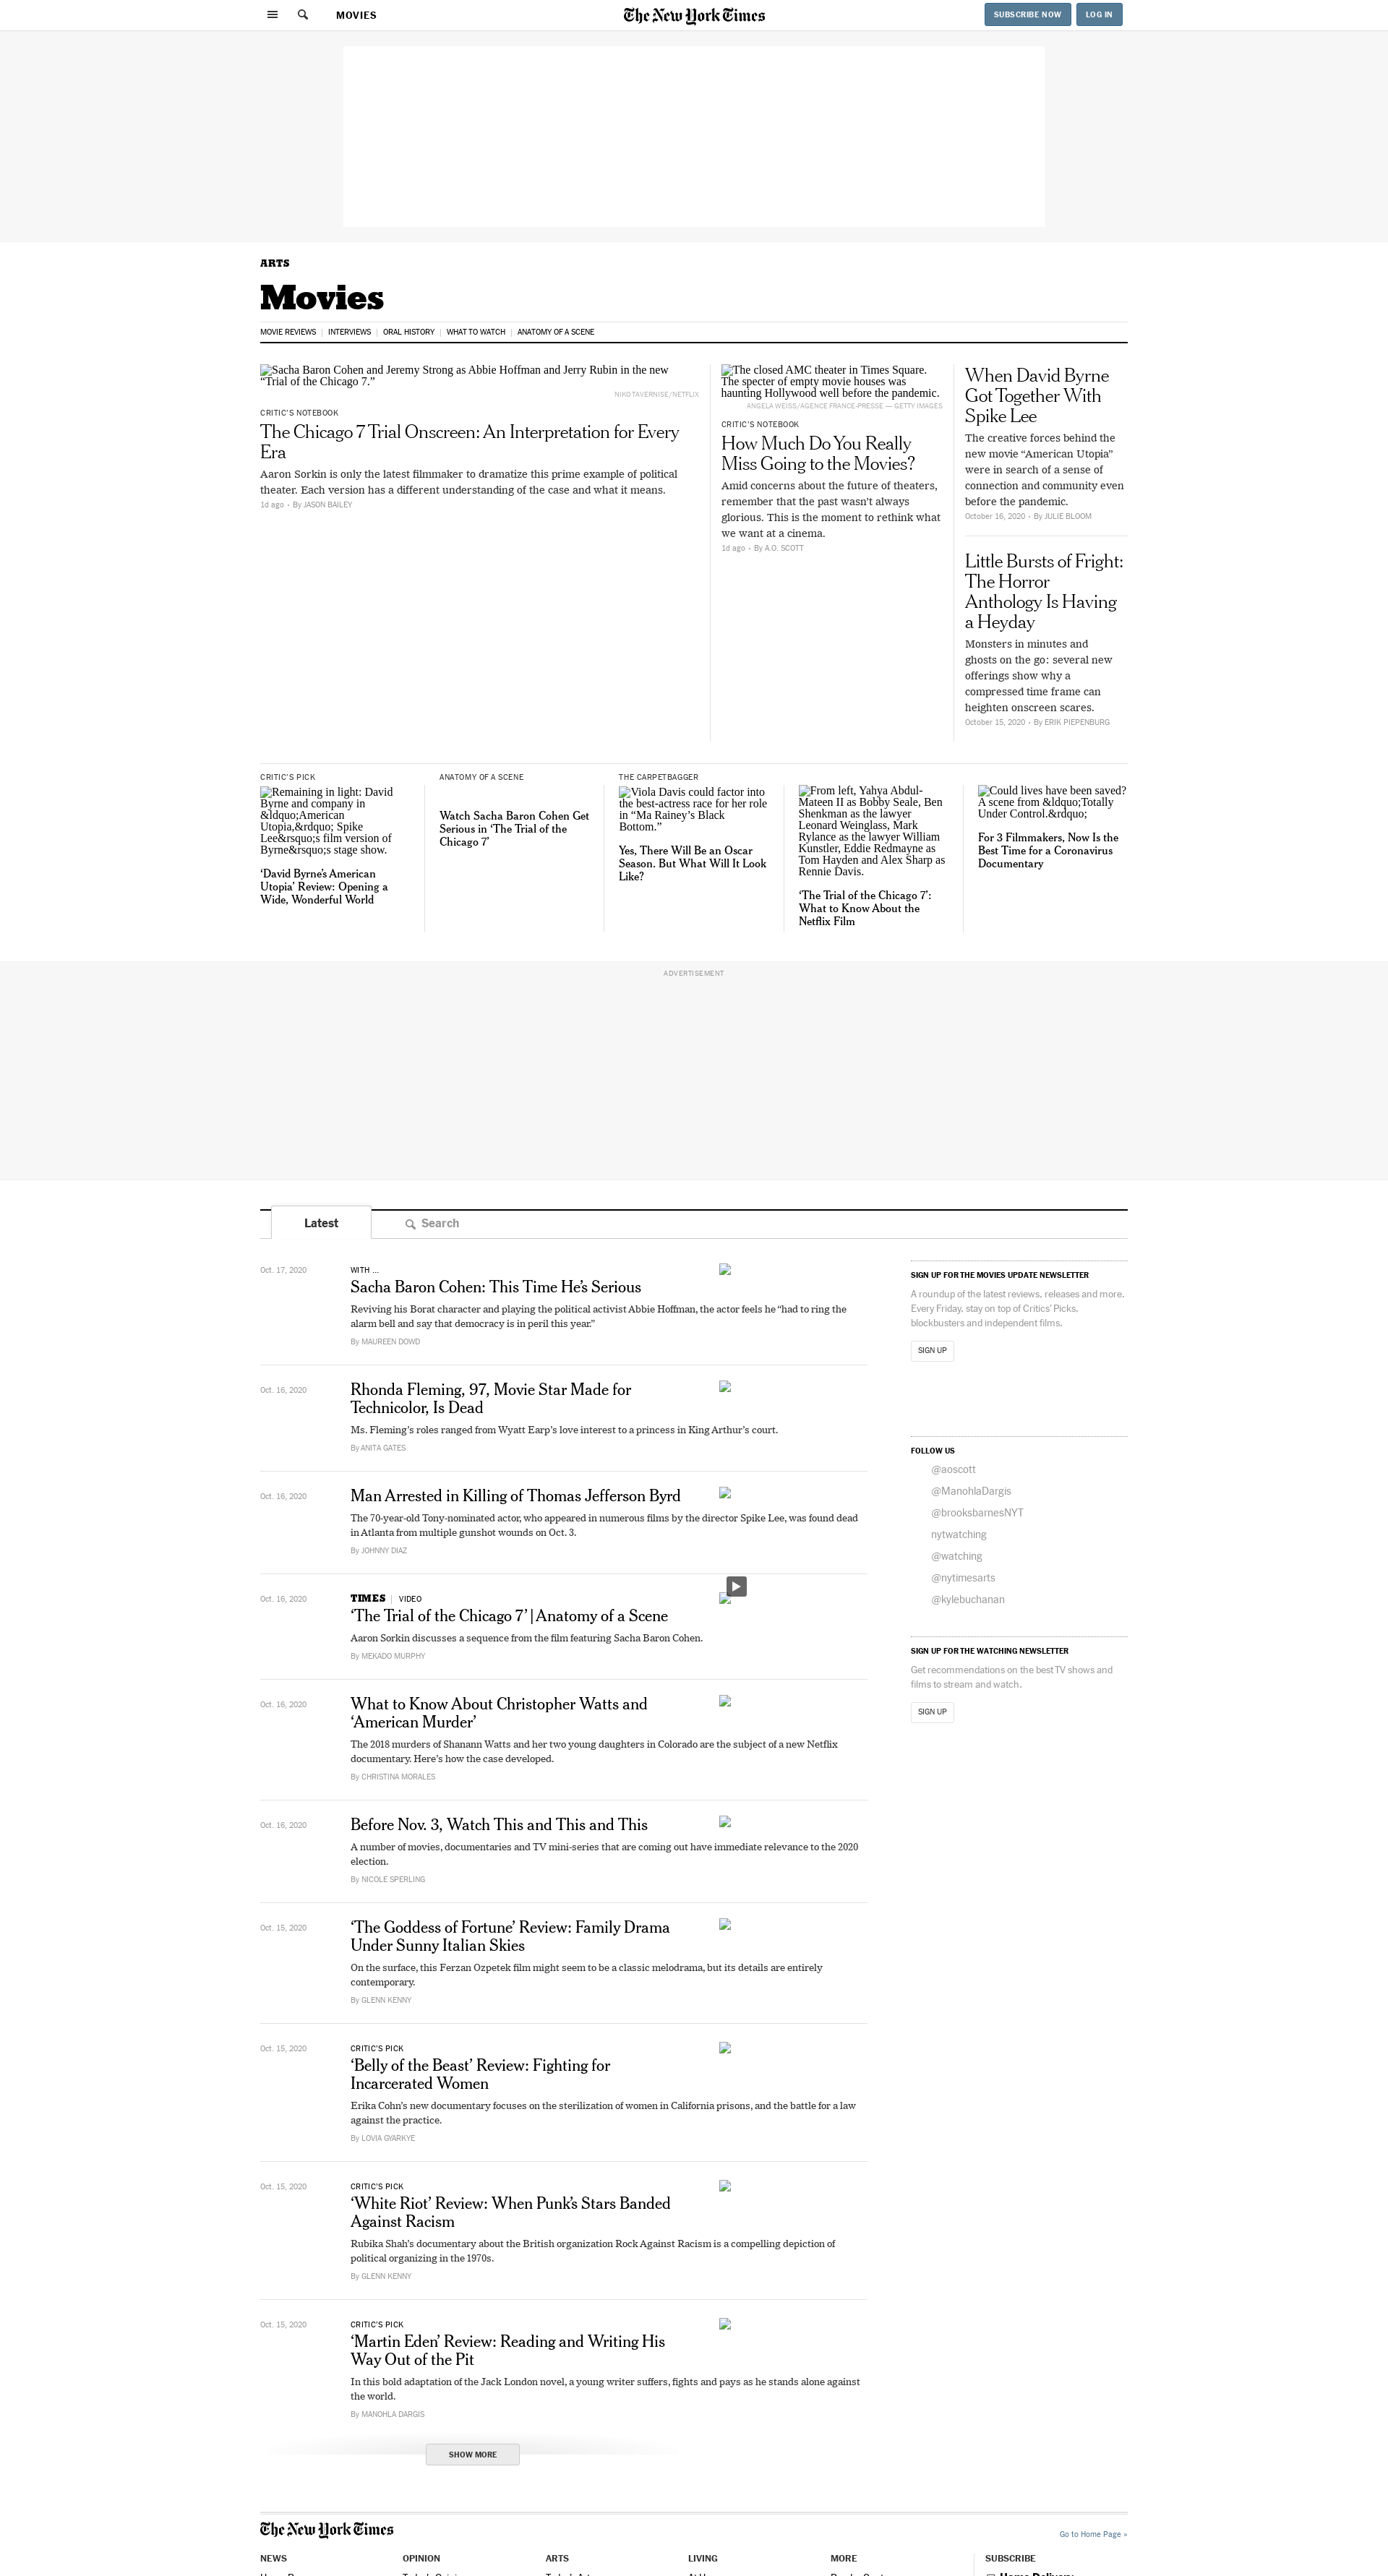 MOVIES
The New York Times
SUBSCRIBE NOW
LOG IN
ARTS
Movies
MOVIE REVIEWS
INTERVIEWS
ORAL HISTORY
WHAT TO WATCH
ANATOMY OF A SCENE
Sacha Baron Cohen and Jeremy Strong as Abbie Hoffman and Jerry Rubin in the new
“Trial of the Chicago 7.”
NIKO TAVERNISE/NETFLIX
CRITIC’S NOTEBOOK
The Chicago 7 Trial Onscreen: An Interpretation for Every
Era
Aaron Sorkin is only the latest filmmaker to dramatize this prime example of political
theater. Each version has a different understanding of the case and what it means.
1d ago • By JASON BAILEY
The closed AMC theater in Times Square.
The specter of empty movie houses was
haunting Hollywood well before the pandemic.
ANGELA WEISS/AGENCE FRANCE-PRESSE — GETTY IMAGES
CRITIC’S NOTEBOOK
How Much Do You Really
Miss Going to the Movies?
Amid concerns about the future of theaters,
remember that the past wasn’t always
glorious. This is the moment to rethink what
we want at a cinema.
1d ago • By A.O. SCOTT
When David Byrne
Got Together With
Spike Lee
The creative forces behind the
new movie “American Utopia”
were in search of a sense of
connection and community even
before the pandemic.
October 16, 2020 • By JULIE BLOOM
Little Bursts of Fright:
The Horror
Anthology Is Having
a Heyday
Monsters in minutes and
ghosts on the go: several new
offerings show why a
compressed time frame can
heighten onscreen scares.
October 15, 2020 • By ERIK PIEPENBURG
CRITIC’S PICK
Remaining in light: David
Byrne and company in
&ldquo;American
Utopia,&rdquo; Spike
Lee&rsquo;s film version of
Byrne&rsquo;s stage show.
‘David Byrne’s American
Utopia’ Review: Opening a
Wide, Wonderful World
ANATOMY OF A SCENE
Watch Sacha Baron Cohen Get
Serious in ‘The Trial of the
Chicago 7’
THE CARPETBAGGER
Viola Davis could factor into
the best-actress race for her role
in “Ma Rainey’s Black
Bottom.”
Yes, There Will Be an Oscar
Season. But What Will It Look
Like?
From left, Yahya Abdul-
Mateen II as Bobby Seale, Ben
Shenkman as the lawyer
Leonard Weinglass, Mark
Rylance as the lawyer William
Kunstler, Eddie Redmayne as
Tom Hayden and Alex Sharp as
Rennie Davis.
‘The Trial of the Chicago 7’:
What to Know About the
Netflix Film
Could lives have been saved?
A scene from &ldquo;Totally
Under Control.&rdquo;
For 3 Filmmakers, Now Is the
Best Time for a Coronavirus
Documentary
ADVERTISEMENT
Latest
Search
Oct. 17, 2020
WITH ...
Sacha Baron Cohen: This Time He’s Serious
Reviving his Borat character and playing the political activist Abbie Hoffman, the actor feels he “had to ring the
alarm bell and say that democracy is in peril this year.”
By MAUREEN DOWD
Oct. 16, 2020
Rhonda Fleming, 97, Movie Star Made for
Technicolor, Is Dead
Ms. Fleming’s roles ranged from Wyatt Earp’s love interest to a princess in King Arthur’s court.
By ANITA GATES
Oct. 16, 2020
Man Arrested in Killing of Thomas Jefferson Byrd
The 70-year-old Tony-nominated actor, who appeared in numerous films by the director Spike Lee, was found dead
in Atlanta from multiple gunshot wounds on Oct. 3.
By JOHNNY DIAZ
Oct. 16, 2020
TIMES | VIDEO
‘The Trial of the Chicago 7’ | Anatomy of a Scene
Aaron Sorkin discusses a sequence from the film featuring Sacha Baron Cohen.
By MEKADO MURPHY
Oct. 16, 2020
What to Know About Christopher Watts and
‘American Murder’
The 2018 murders of Shanann Watts and her two young daughters in Colorado are the subject of a new Netflix
documentary. Here’s how the case developed.
By CHRISTINA MORALES
Oct. 16, 2020
Before Nov. 3, Watch This and This and This
A number of movies, documentaries and TV mini-series that are coming out have immediate relevance to the 2020
election.
By NICOLE SPERLING
Oct. 15, 2020
‘The Goddess of Fortune’ Review: Family Drama
Under Sunny Italian Skies
On the surface, this Ferzan Ozpetek film might seem to be a classic melodrama, but its details are entirely
contemporary.
By GLENN KENNY
Oct. 15, 2020
CRITIC’S PICK
‘Belly of the Beast’ Review: Fighting for
Incarcerated Women
Erika Cohn’s new documentary focuses on the sterilization of women in California prisons, and the battle for a law
against the practice.
By LOVIA GYARKYE
Oct. 15, 2020
CRITIC’S PICK
‘White Riot’ Review: When Punk’s Stars Banded
Against Racism
Rubika Shah’s documentary about the British organization Rock Against Racism is a compelling depiction of
political organizing in the 1970s.
By GLENN KENNY
Oct. 15, 2020
CRITIC’S PICK
‘Martin Eden’ Review: Reading and Writing His
Way Out of the Pit
In this bold adaptation of the Jack London novel, a young writer suffers, fights and pays as he stands alone against
the world.
By MANOHLA DARGIS
SHOW MORE
SIGN UP FOR THE MOVIES UPDATE NEWSLETTER
A roundup of the latest reviews, releases and more.
Every Friday, stay on top of Critics’ Picks,
blockbusters and independent films.
SIGN UP
FOLLOW US
@aoscott
@ManohlaDargis
@brooksbarnesNYT
nytwatching
@watching
@nytimesarts
@kylebuchanan
SIGN UP FOR THE WATCHING NEWSLETTER
Get recommendations on the best TV shows and
films to stream and watch.
SIGN UP
The New York Times
Go to Home Page »
NEWS
OPINION
ARTS
LIVING
MORE
SUBSCRIBE